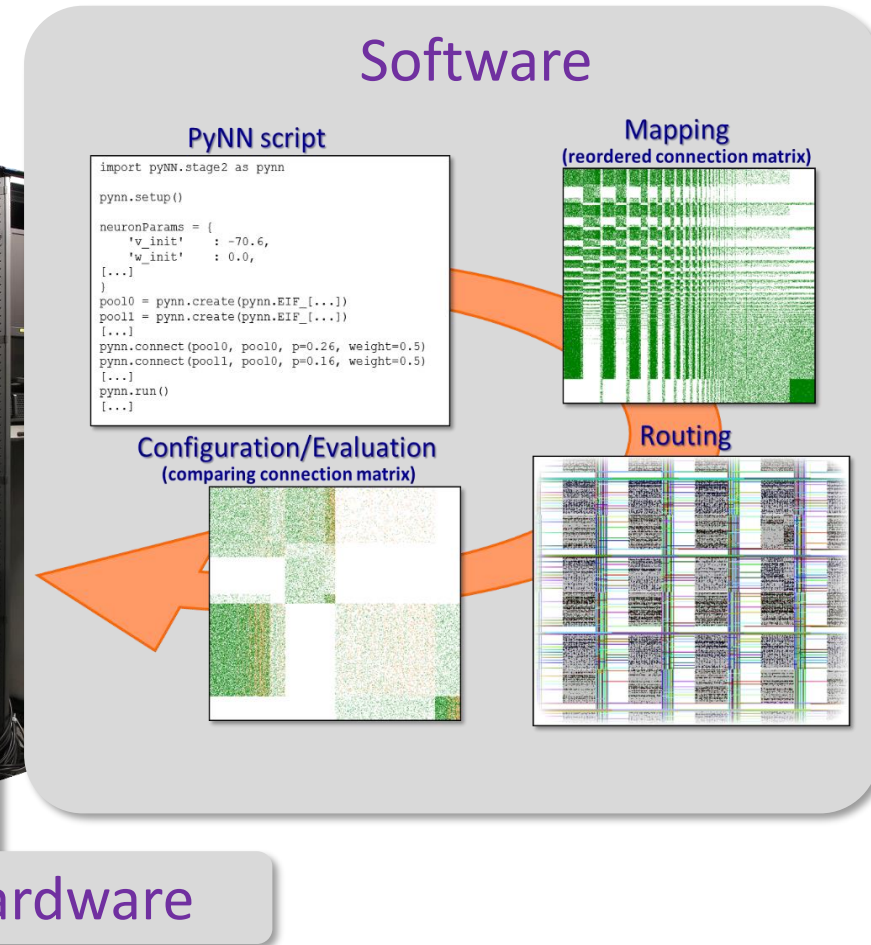 Software
PyNN script
import pyNN.stage2 as pynn
pynn.setup()
neuronParams = {
'v_init' : -70.6,
'w_init' : 0.0,
[...]
}
pool0 = pynn.create(pynn.EIF_[...])
pool1 = pynn.create(pynn.EIF_[...])
[...]
pynn.connect(pool0, pool0, p=0.26, weight=0.5)
pynn.connect(pool1, pool0, p=0.16, weight=0.5)
[...]
pynn.run()
[...]
Mapping
(reordered connection matrix)
Routing
Configuration/Evaluation
(comparing connection matrix)
ardware